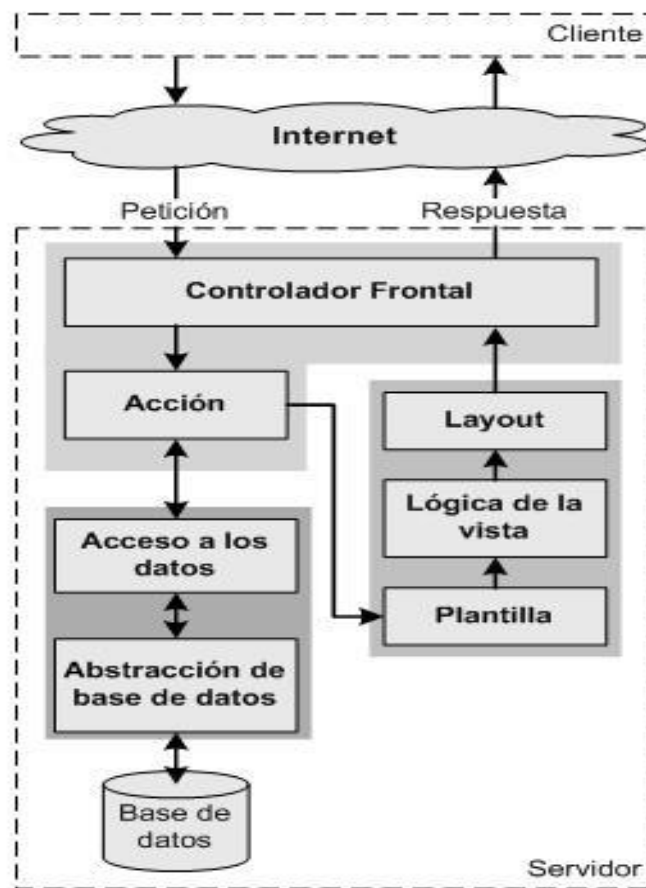 Cliente
Internet
Petición
Respuesta
Controlador Frontal
Acción
Layout
Lógica de la
vista
Plantilla
Acceso a los
datos
Abstracción de
base de datos
Base de
datos
Servidor